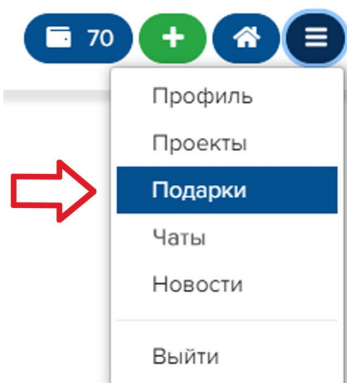 70
Профиль
Проекты
Подарки
Чаты
Новости
Выйти